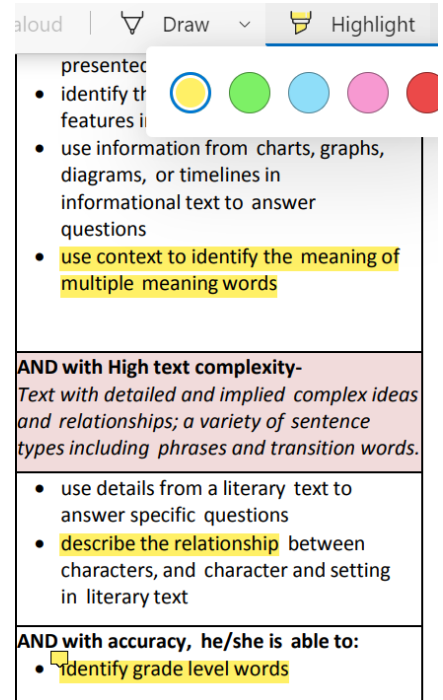 aloud Draw Highlight
presented
identify th
features i
• use information from charts, graphs,
diagrams, or timelines in
informational text to answer
questions
• use context to identify the meaning of
multiple meaning words
AND with High text complexity-
Text with detailed and implied complex ideas
and relationships; a variety of sentence
types including phrases and transition words.
• use details from a literary text to
answer specific questions
• describe the relationship between
characters, and character and setting
in literary text
AND with accuracy, he/she is able to:
• identify grade level words